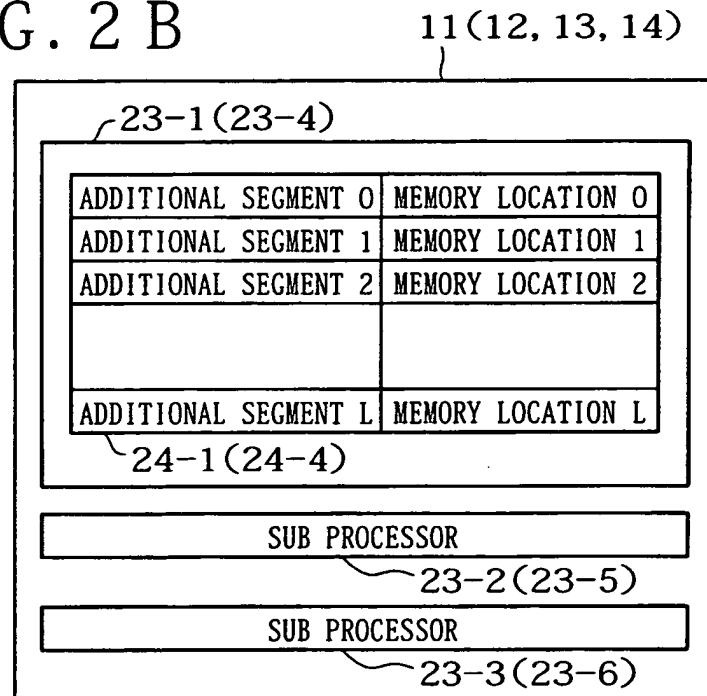 G. 2 B
11(12, 13, 14)
23-1(23-4)
ADDITIONAL SEGMENT 0 MEMORY LOCATION 0
ADDITIONAL SEGMENT 1 MEMORY LOCATION 1
ADDITIONAL SEGMENT 2 MEMORY LOCATION 2
ADDITIONAL SEGMENT L MEMORY LOCATION L
24-1(24-4)
SUB PROCESSOR
23-2(23-5)
SUB PROCESSOR
23-3(23-6)